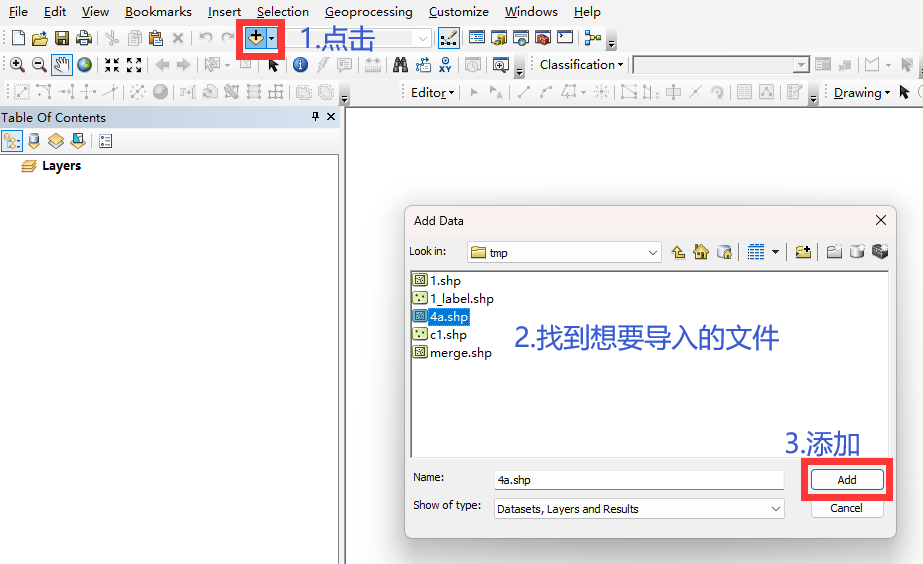 File Edit View Bookmarks Insert Selection Geoprocessing Customize Windows Help
1.点击
Classification
Editor
Drawing
Table Of Contents
Layers
Add Data
Look in: tmp
1.shp
1_label.shp
4a.shp
c1.shp
merge.shp
2.找到想要导入的文件
3.添加
Name: 4a.shp Add
Show of type: Datasets, Layers and Results Cancel